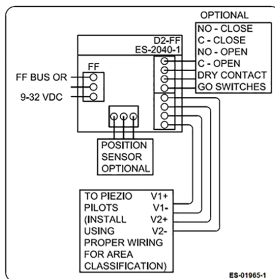 OPTIONAL
NO - CLOSE
C - CLOSE
NO - OPEN
C - OPEN
DRY CONTACT
GO SWITCHES
D2-FF
ES-2040-1
FF
FF BUS OR
9-32 VDC
POSITION
SENSOR
OPTIONAL
TO PIEZIO V1+
PILOTS V1-
(INSTALL V2+
USING V2-
PROPER WIRING
FOR AREA
CLASSIFICATION)
ES-01965-1